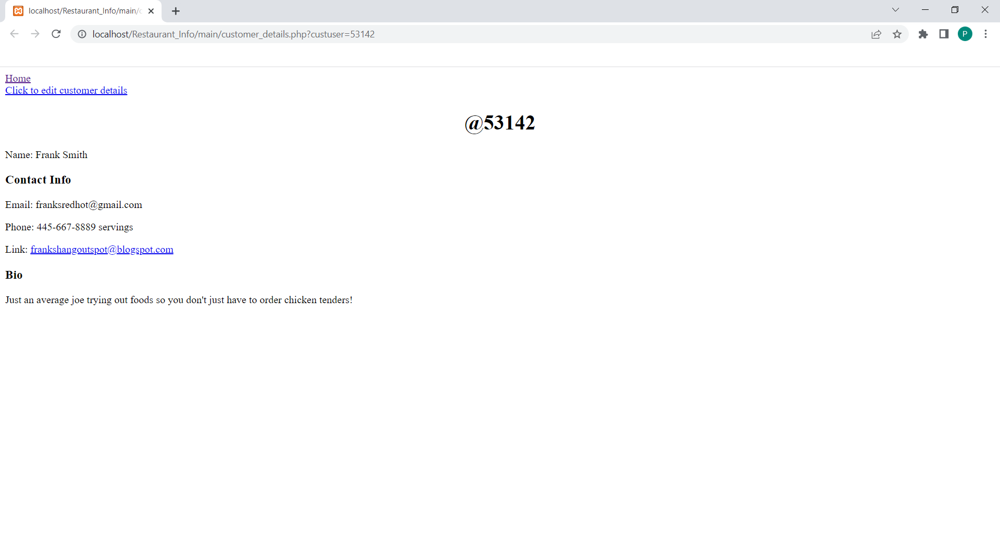 localhost/Restaurant_Info/main/
localhost/Restaurant_Info/main/customer_details.php?custuser=53142
P
Home
Click to edit customer details
@53142
Name: Frank Smith
Contact Info
Email: franksredhot@gmail.com
Phone: 445-667-8889 servings
Link: frankshangoutspot@blogspot.com
Bio
Just an average joe trying out foods so you don't just have to order chicken tenders!